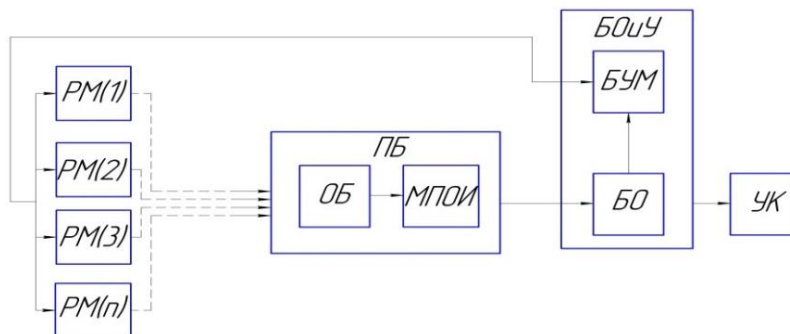 БОиУ
БУМ
РМ(1)
ПБ
РМ(2)
ОБ
МПОИ
БО
УК
РМ(3)
РМ(n)